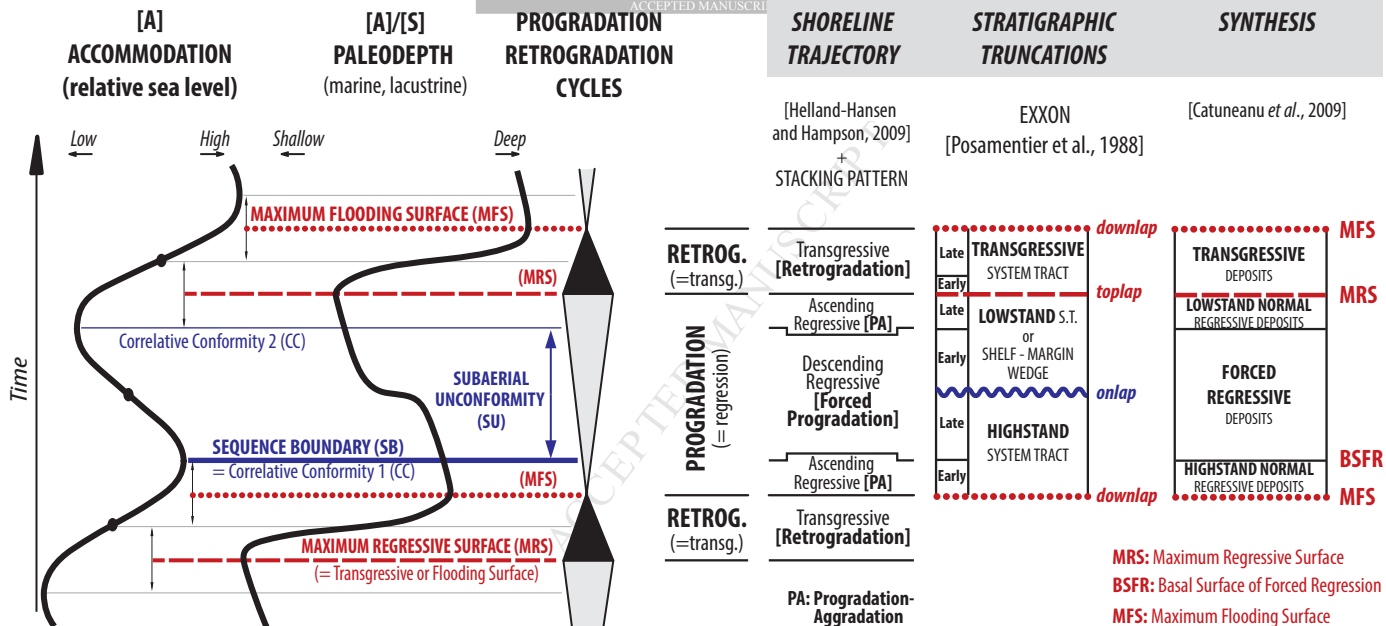 ACCEPTED MANUSCRI
[A]
ACCOMMODATION
(relative sea level)
[A]/[S]
PALEODEPTH
(marine, lacustrine)
PROGRADATION
RETROGRADATION
CYCLES
SHORELINE
TRAJECTORY
STRATIGRAPHIC
TRUNCATIONS
SYNTHESIS
[Helland-Hansen
and Hampson, 2009]
+
STACKING PATTERN
EXXON
[Posamentier et al., 1988]
[Catuneanu et al., 2009]
Low
High
Shallow
Deep
Time
MAXIMUM FLOODING SURFACE (MFS)
(MRS)
Correlative Conformity 2 (CC)
SUBAERIAL
UNCONFORMITY
(SU)
SEQUENCE BOUNDARY (SB)
= Correlative Conformity 1 (CC)
(MFS)
MAXIMUM REGRESSIVE SURFACE (MRS)
(= Transgressive or Flooding Surface)
RETROG.
(=transg.)
PROGRADATION
(= regression)
RETROG.
(=transg.)
Transgressive
[Retrogradation]
Ascending
Regressive [PA]
Descending
Regressive
[Forced
Progradation]
Ascending
Regressive [PA]
Transgressive
[Retrogradation]
PA: Progradation-
Aggradation
Late
Early
Late
Early
Late
Early
TRANSGRESSIVE
SYSTEM TRACT
LOWSTAND S.T.
or
SHELF - MARGIN
WEDGE
HIGHSTAND
SYSTEM TRACT
downlap
toplap
onlap
downlap
TRANSGRESSIVE
DEPOSITS
LOWSTAND NORMAL
REGRESSIVE DEPOSITS
FORCED
REGRESSIVE
DEPOSITS
HIGHSTAND NORMAL
REGRESSIVE DEPOSITS
MFS
MRS
BSFR
MFS
MRS: Maximum Regressive Surface
BSFR: Basal Surface of Forced Regression
MFS: Maximum Flooding Surface
ACCEPTED MANUSCRIPT